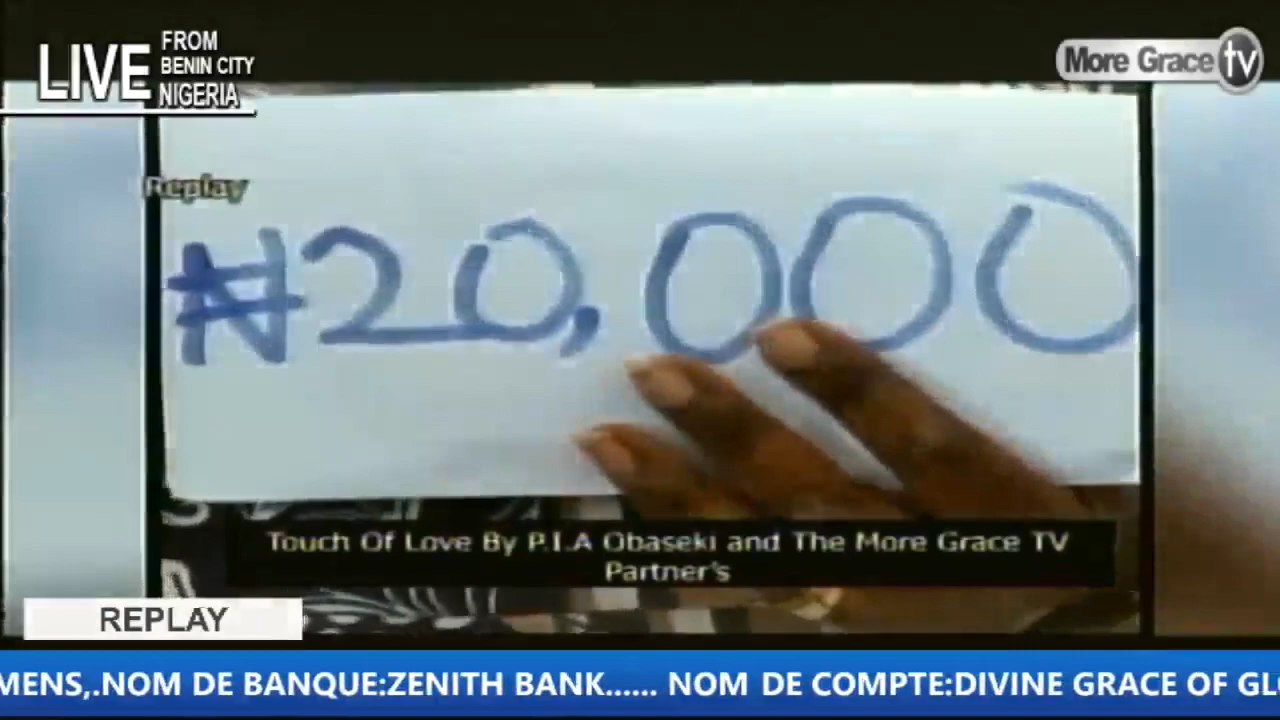 LIVE
FROM
BENIN CITY
NIGERIA
More Grace tv
Replay
₦20,000
Touch Of Love By P.I.A Obaseki and The More Grace TV
Partner's
REPLAY
MENS,.NOM DE BANQUE:ZENITH BANK...... NOM DE COMPTE:DIVINE GRACE OF